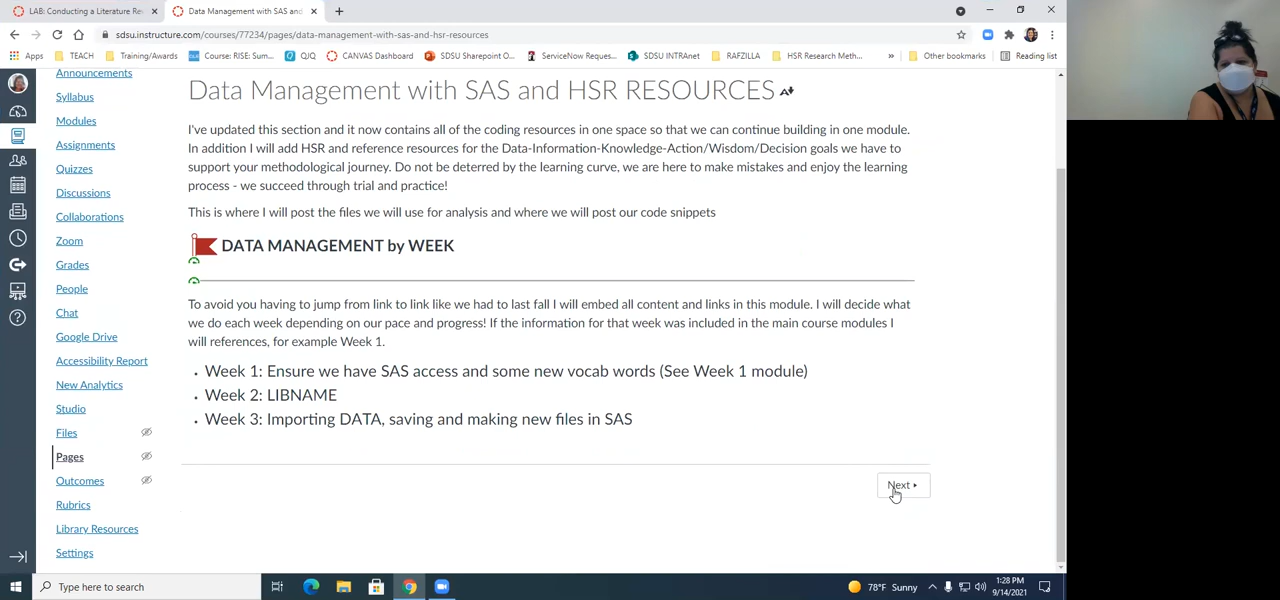 LAB: Conducting a Literature Re
Data Management with SAS and
sdsu.instructure.com/courses/77234/pages/data-management-with-sas-and-hsr-resources
Apps
TEACH
Training/Awards
Course: RISE: Sum...
Q/IQ
CANVAS Dashboard
SDSU Sharepoint O...
ServiceNow Reques...
SDSU INTRAnet
RAFZILLA
HSR Research Meth...
»
Other bookmarks
Reading list
Announcements
Syllabus
Modules
Assignments
Quizzes
Discussions
Collaborations
Zoom
Grades
People
Chat
Google Drive
Accessibility Report
New Analytics
Studio
Files
Pages
Outcomes
Rubrics
Library Resources
Settings
Data Management with SAS and HSR RESOURCES
I've updated this section and it now contains all of the coding resources in one space so that we can continue building in one module.
In addition I will add HSR and reference resources for the Data-Information-Knowledge-Action/Wisdom/Decision goals we have to
support your methodological journey. Do not be deterred by the learning curve, we are here to make mistakes and enjoy the learning
process - we succeed through trial and practice!
This is where I will post the files we will use for analysis and where we will post our code snippets
DATA MANAGEMENT by WEEK
To avoid you having to jump from link to link like we had to last fall I will embed all content and links in this module. I will decide what
we do each week depending on our pace and progress! If the information for that week was included in the main course modules I
will references, for example Week 1.
• Week 1: Ensure we have SAS access and some new vocab words (See Week 1 module)
• Week 2: LIBNAME
• Week 3: Importing DATA, saving and making new files in SAS
Next
Type here to search
78°F Sunny
1:28 PM
9/14/2021